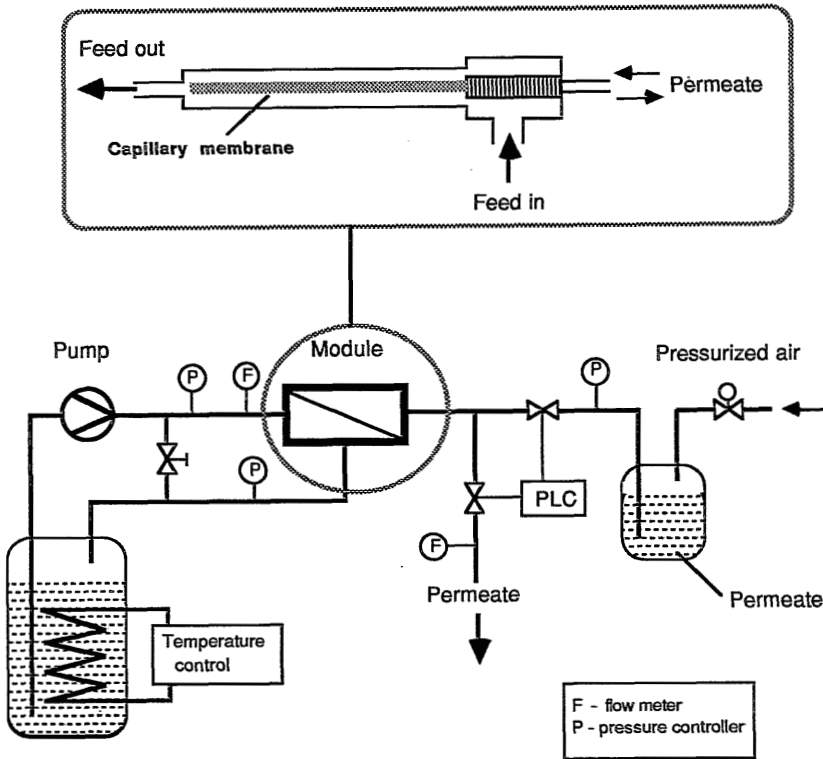 Feed out
Permeate
Capillary membrane
Feed in
Pump
Module
Pressurized air
P
F
P
P
PLC
F
Permeate
Permeate
Temperature
control
F - flow meter
P - pressure controller